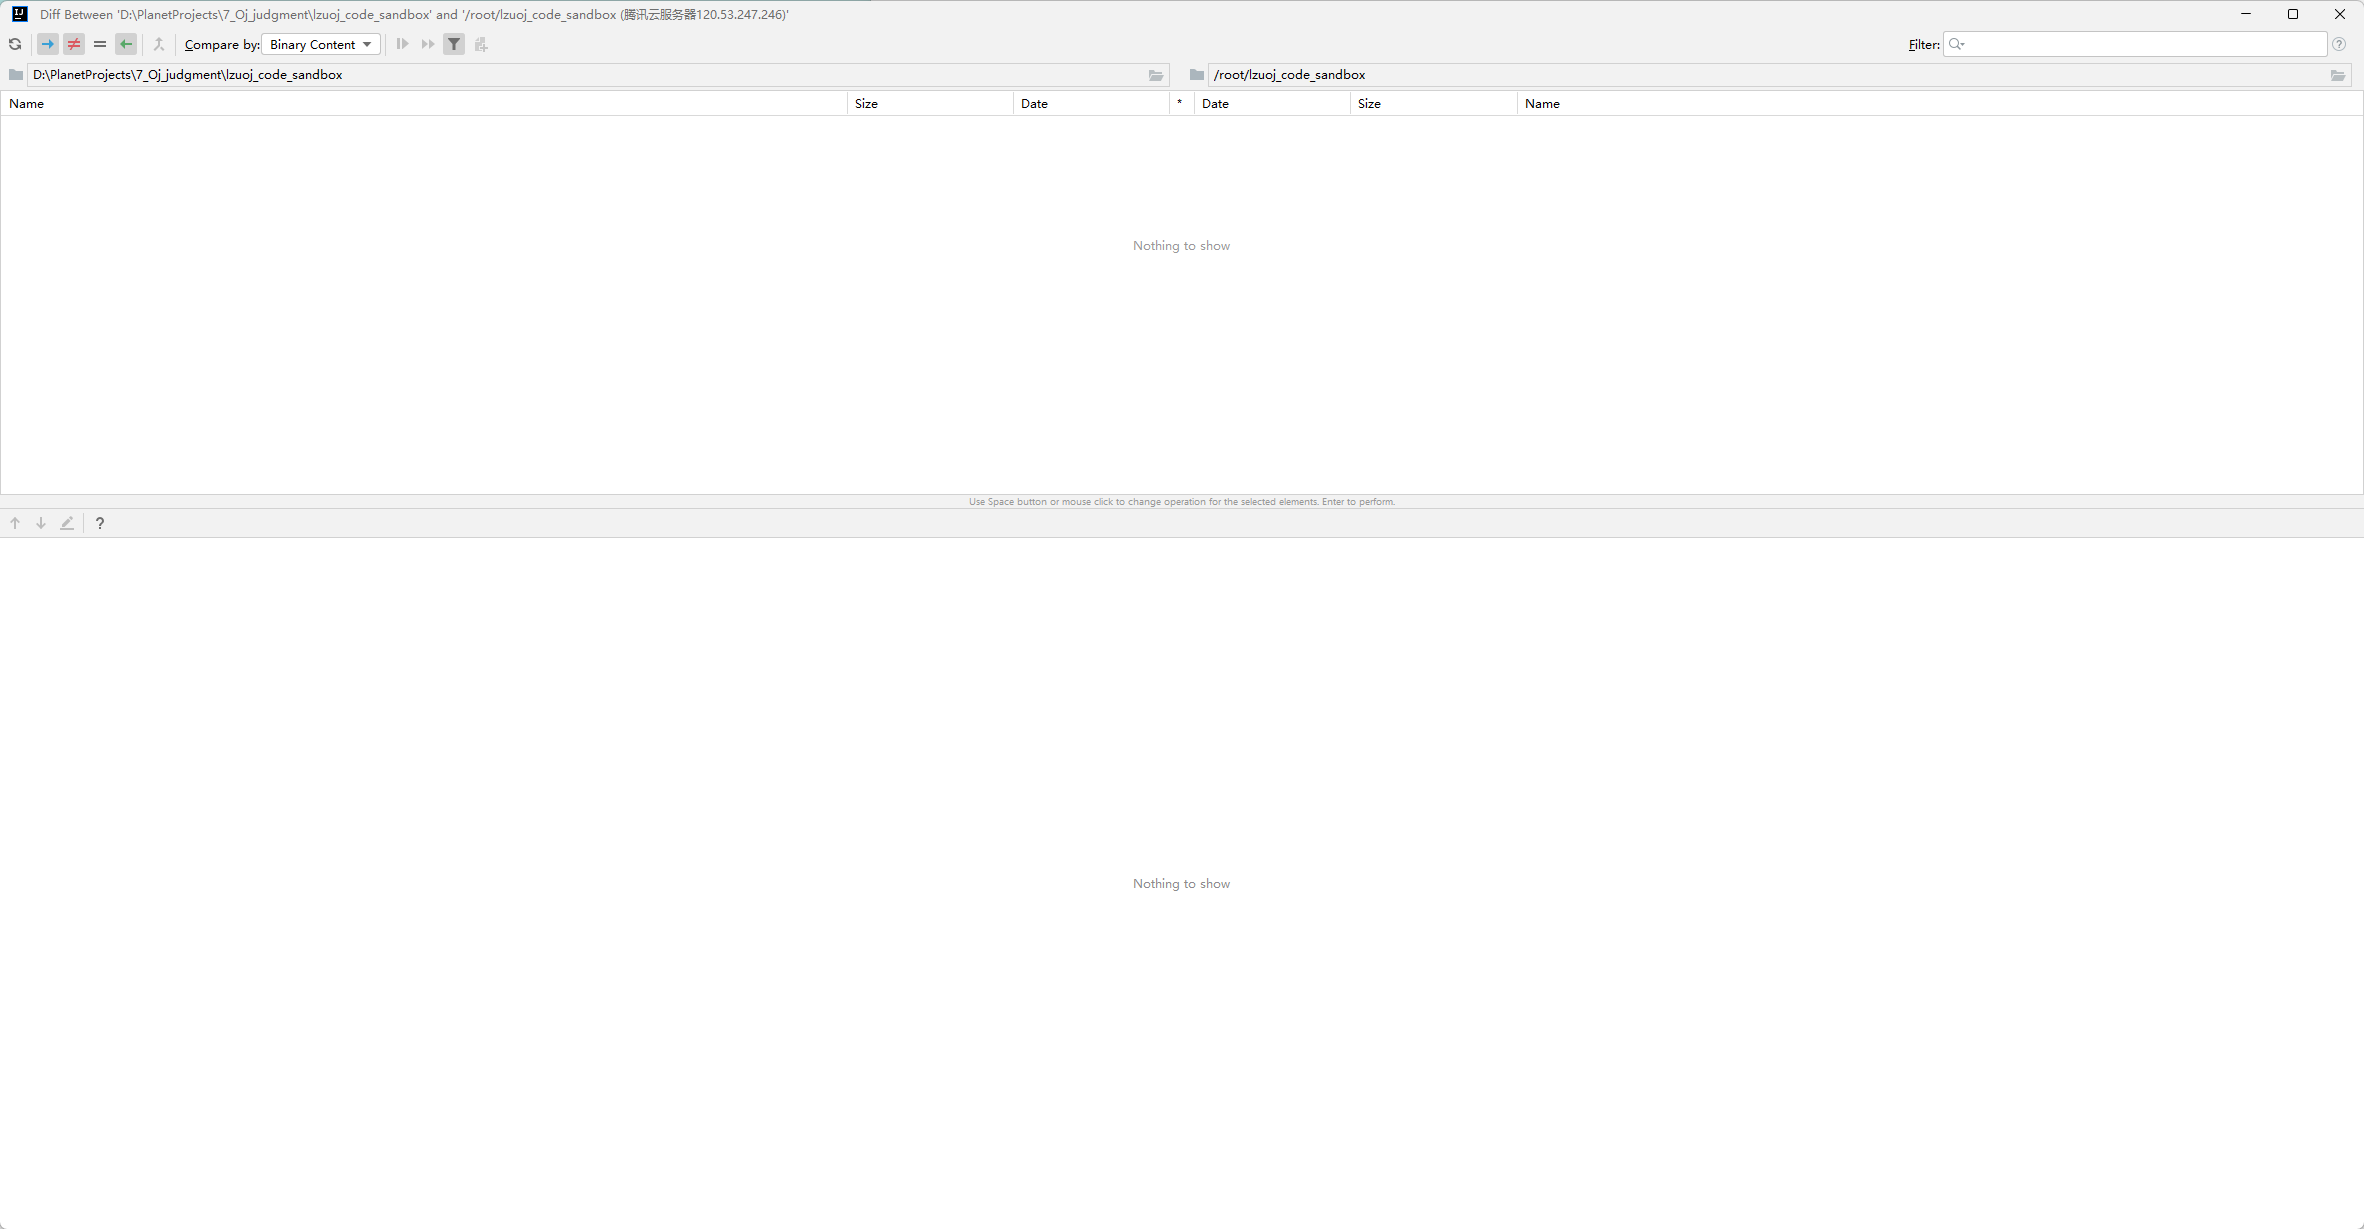 Diff Between 'D:\PlanetProjects\7_Oj_judgment\lzuoj_code_sandbox' and '/root/lzuoj_code_sandbox (腾讯云服务器120.53.247.246)'
Compare by: Binary Content Filter:
D:\PlanetProjects\7_Oj_judgment\lzuoj_code_sandbox /root/lzuoj_code_sandbox
Name Size Date * Date Size Name
Nothing to show
Use Space button or mouse click to change operation for the selected elements. Enter to perform.
?
Nothing to show